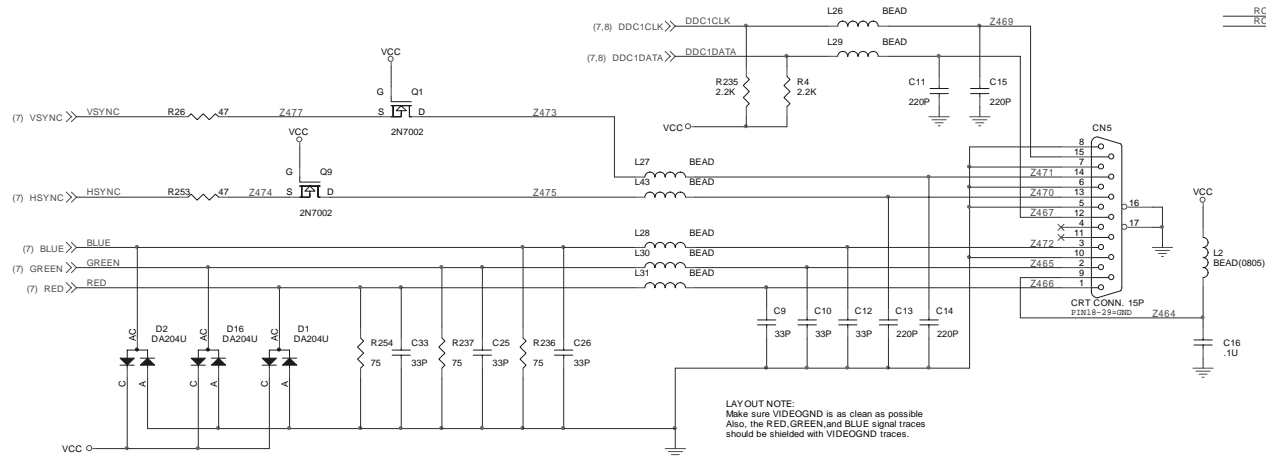 L26 BEAD
(7,8) DDC1CLK DDC1CLK Z469
L29 BEAD
(7,8) DDC1DATA DDC1DATA
VCC
G Q1
R235
2.2K
R4
2.2K
C11
220P
C15
220P
(7) VSYNC VSYNC R26 47 Z477 S D Z473
2N7002
VCC
VCC
CN5
8
15
7
14
6
13
5
12
4
11
3
10
2
9
1
16
17
G Q9
L27 BEAD Z471
L43 BEAD Z470
(7) HSYNC HSYNC R253 47 Z474 S D Z475
2N7002
Z467
VCC
L28 BEAD
(7) BLUE BLUE Z472
L30 BEAD
(7) GREEN GREEN Z465
L31 BEAD
(7) RED RED Z466
L2
BEAD(0805)
CRT CONN. 15P
PIN18-29=GND
Z464
AC D2
DA204U
AC D16
DA204U
AC D1
DA204U
C A
C A
C A
R254
75
C33
33P
R237
75
C25
33P
R236
75
C26
33P
C9
33P
C10
33P
C12
33P
C13
220P
C14
220P
C16
.1U
VCC
LAYOUT NOTE:
Make sure VIDEOGND is as clean as possible
Also, the RED,GREEN,and BLUE signal traces
should be shielded with VIDEOGND traces.